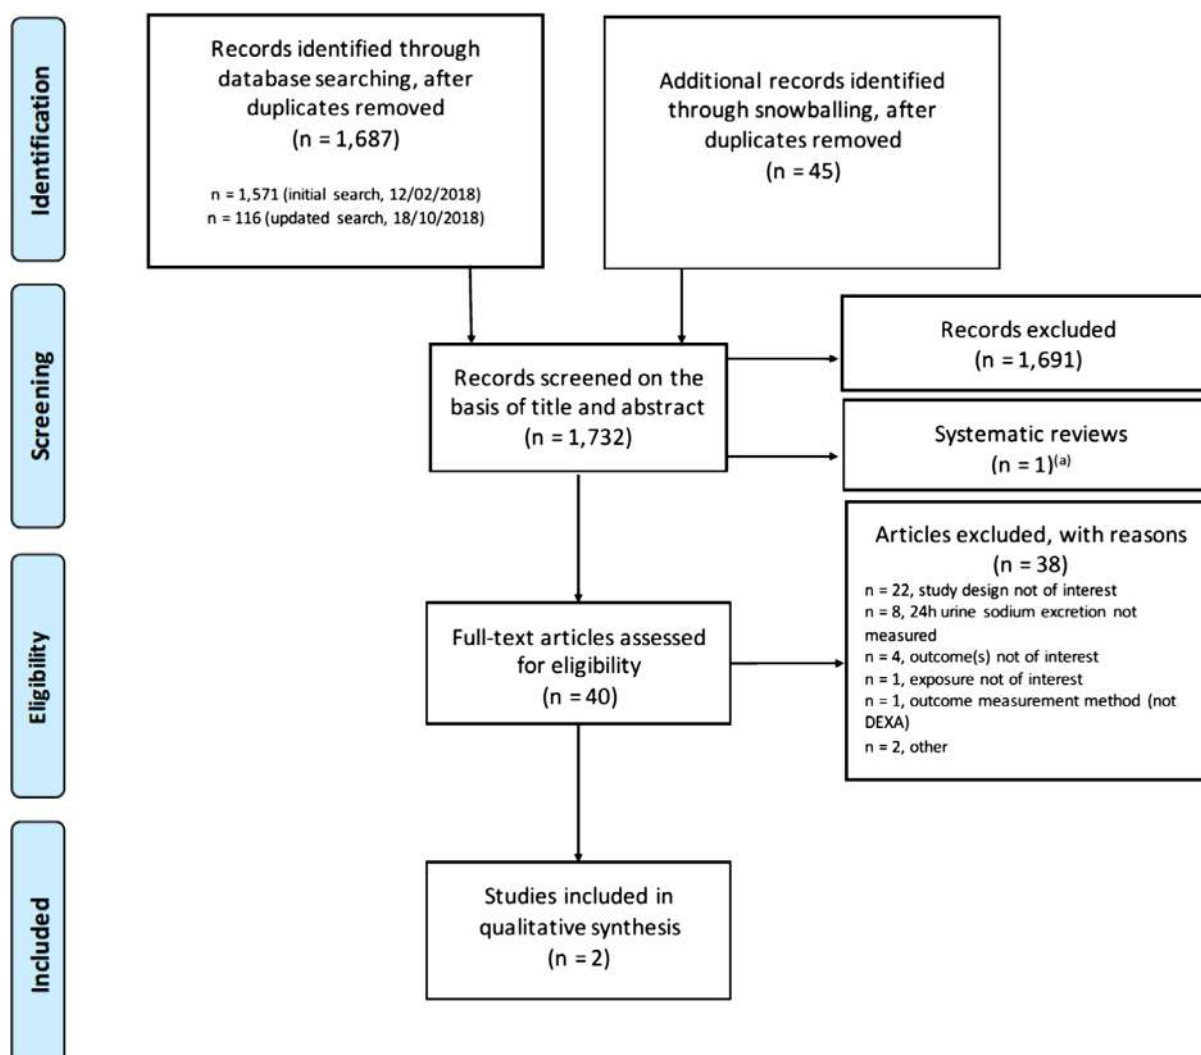 Identification
Records identified through
database searching, after
duplicates removed
(n = 1,687)
n = 1,571 (initial search, 12/02/2018)
n = 116 (updated search, 18/10/2018)
Additional records identified
through snowballing, after
duplicates removed
(n = 45)
Screening
Records screened on the
basis of title and abstract
(n = 1,732)
Records excluded
(n = 1,691)
Systematic reviews
(n = 1)(a)
Eligibility
Full-text articles assessed
for eligibility
(n = 40)
Articles excluded, with reasons
(n = 38)
n = 22, study design not of interest
n = 8, 24h urine sodium excretion not
measured
n = 4, outcome(s) not of interest
n = 1, exposure not of interest
n = 1, outcome measurement method (not
DEXA)
n = 2, other
Included
Studies included in
qualitative synthesis
(n = 2)